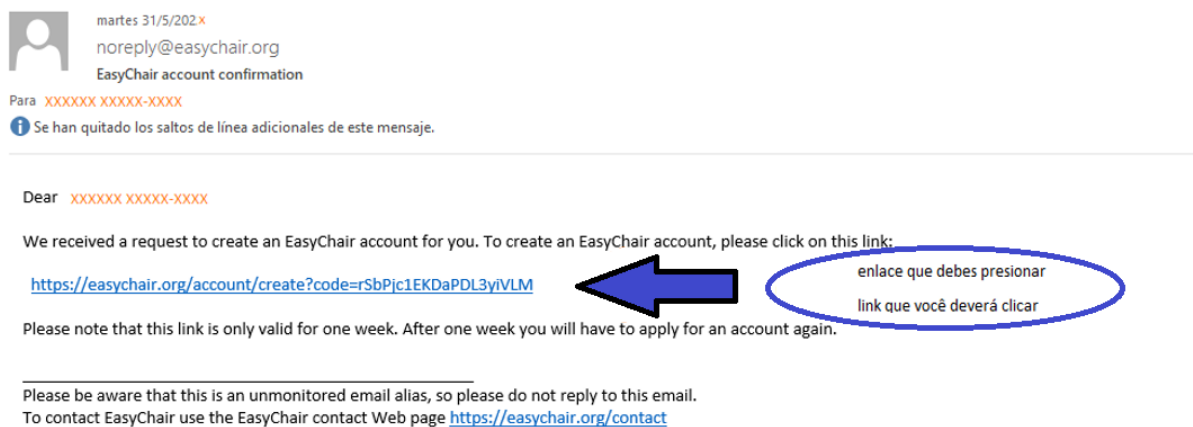 martes 31/5/202x
noreply@easychair.org
EasyChair account confirmation
Para XXXXXX XXXXX-XXXX
Se han quitado los saltos de línea adicionales de este mensaje.
Dear XXXXXX XXXXX-XXXX
We received a request to create an EasyChair account for you. To create an EasyChair account, please click on this link:
https://easychair.org/account/create?code=rSbPjc1EKDaPDL3yiVLM
enlace que debes presionar
link que você deverá clicar
Please note that this link is only valid for one week. After one week you will have to apply for an account again.
Please be aware that this is an unmonitored email alias, so please do not reply to this email.
To contact EasyChair use the EasyChair contact Web page https://easychair.org/contact